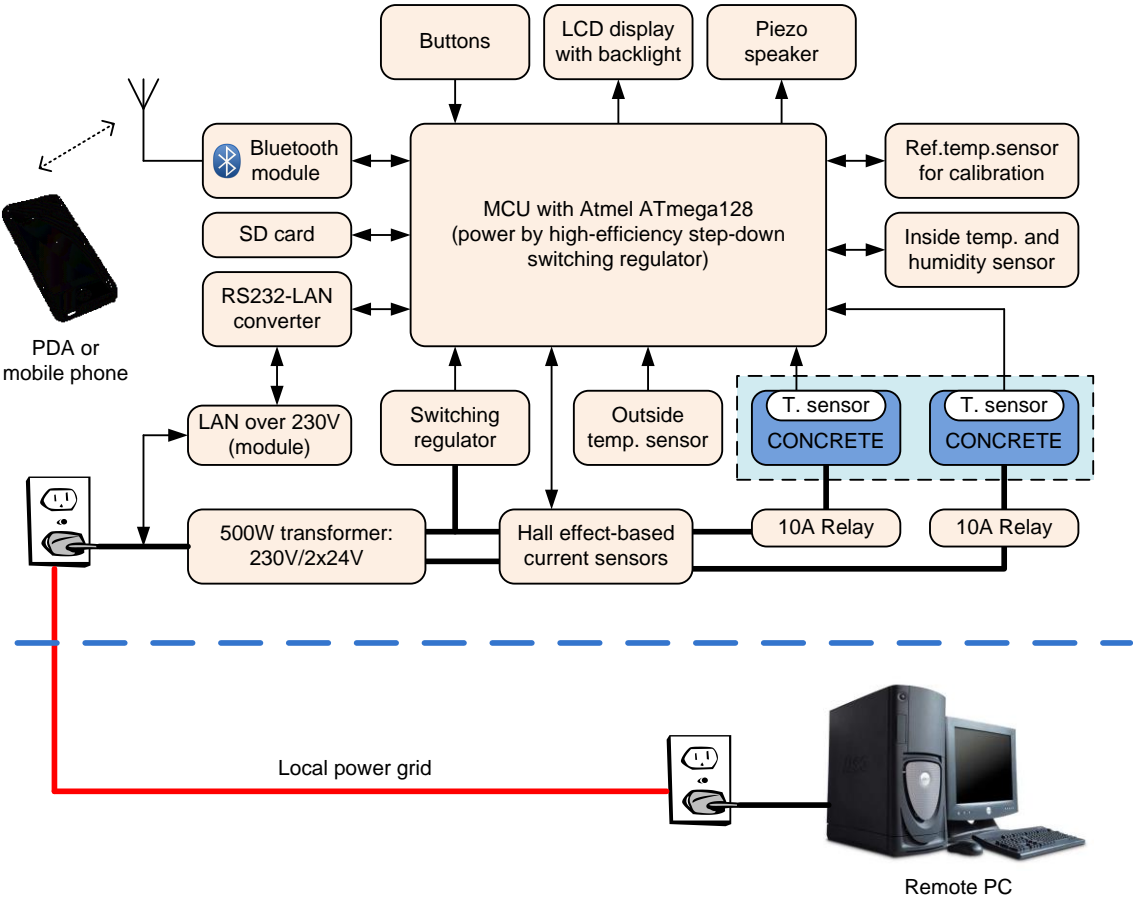 Buttons
LCD display
with backlight
Piezo
speaker
Bluetooth
module
MCU with Atmel ATmega128
(power by high-efficiency step-down
switching regulator)
Ref.temp.sensor
for calibration
SD card
Inside temp. and
humidity sensor
RS232-LAN
converter
PDA or
mobile phone
LAN over 230V
(module)
Switching
regulator
Outside
temp. sensor
T. sensor
CONCRETE
T. sensor
CONCRETE
500W transformer:
230V/2x24V
Hall effect-based
current sensors
10A Relay
10A Relay
Local power grid
Remote PC